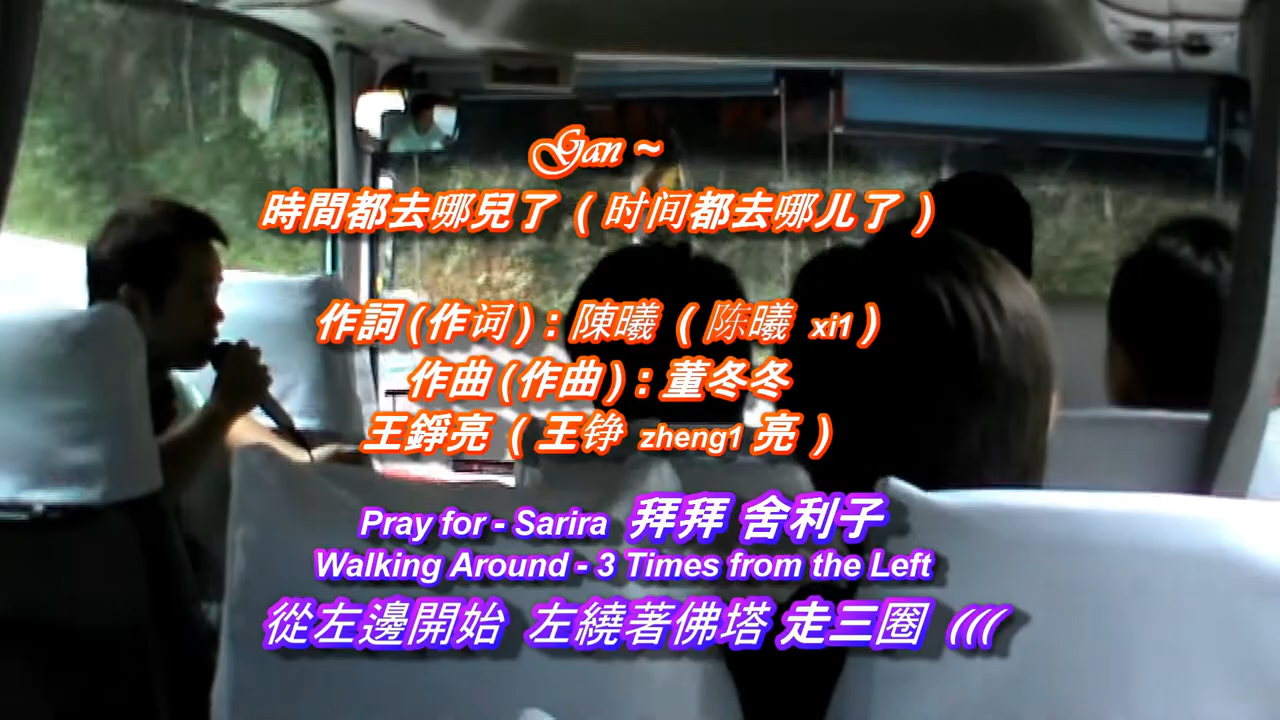 Gan ~
時間都去哪兒了 ( 时间都去哪儿了 )
作詞 (作词) : 陳曦 ( 陈曦 xi1 )
作曲 (作曲) : 董冬冬
王錚亮 ( 王铮 zheng1 亮 )
Pray for - Sarira 拜拜 舍利子
Walking Around - 3 Times from the Left
從左邊開始 左繞著佛塔 走三圈 (((